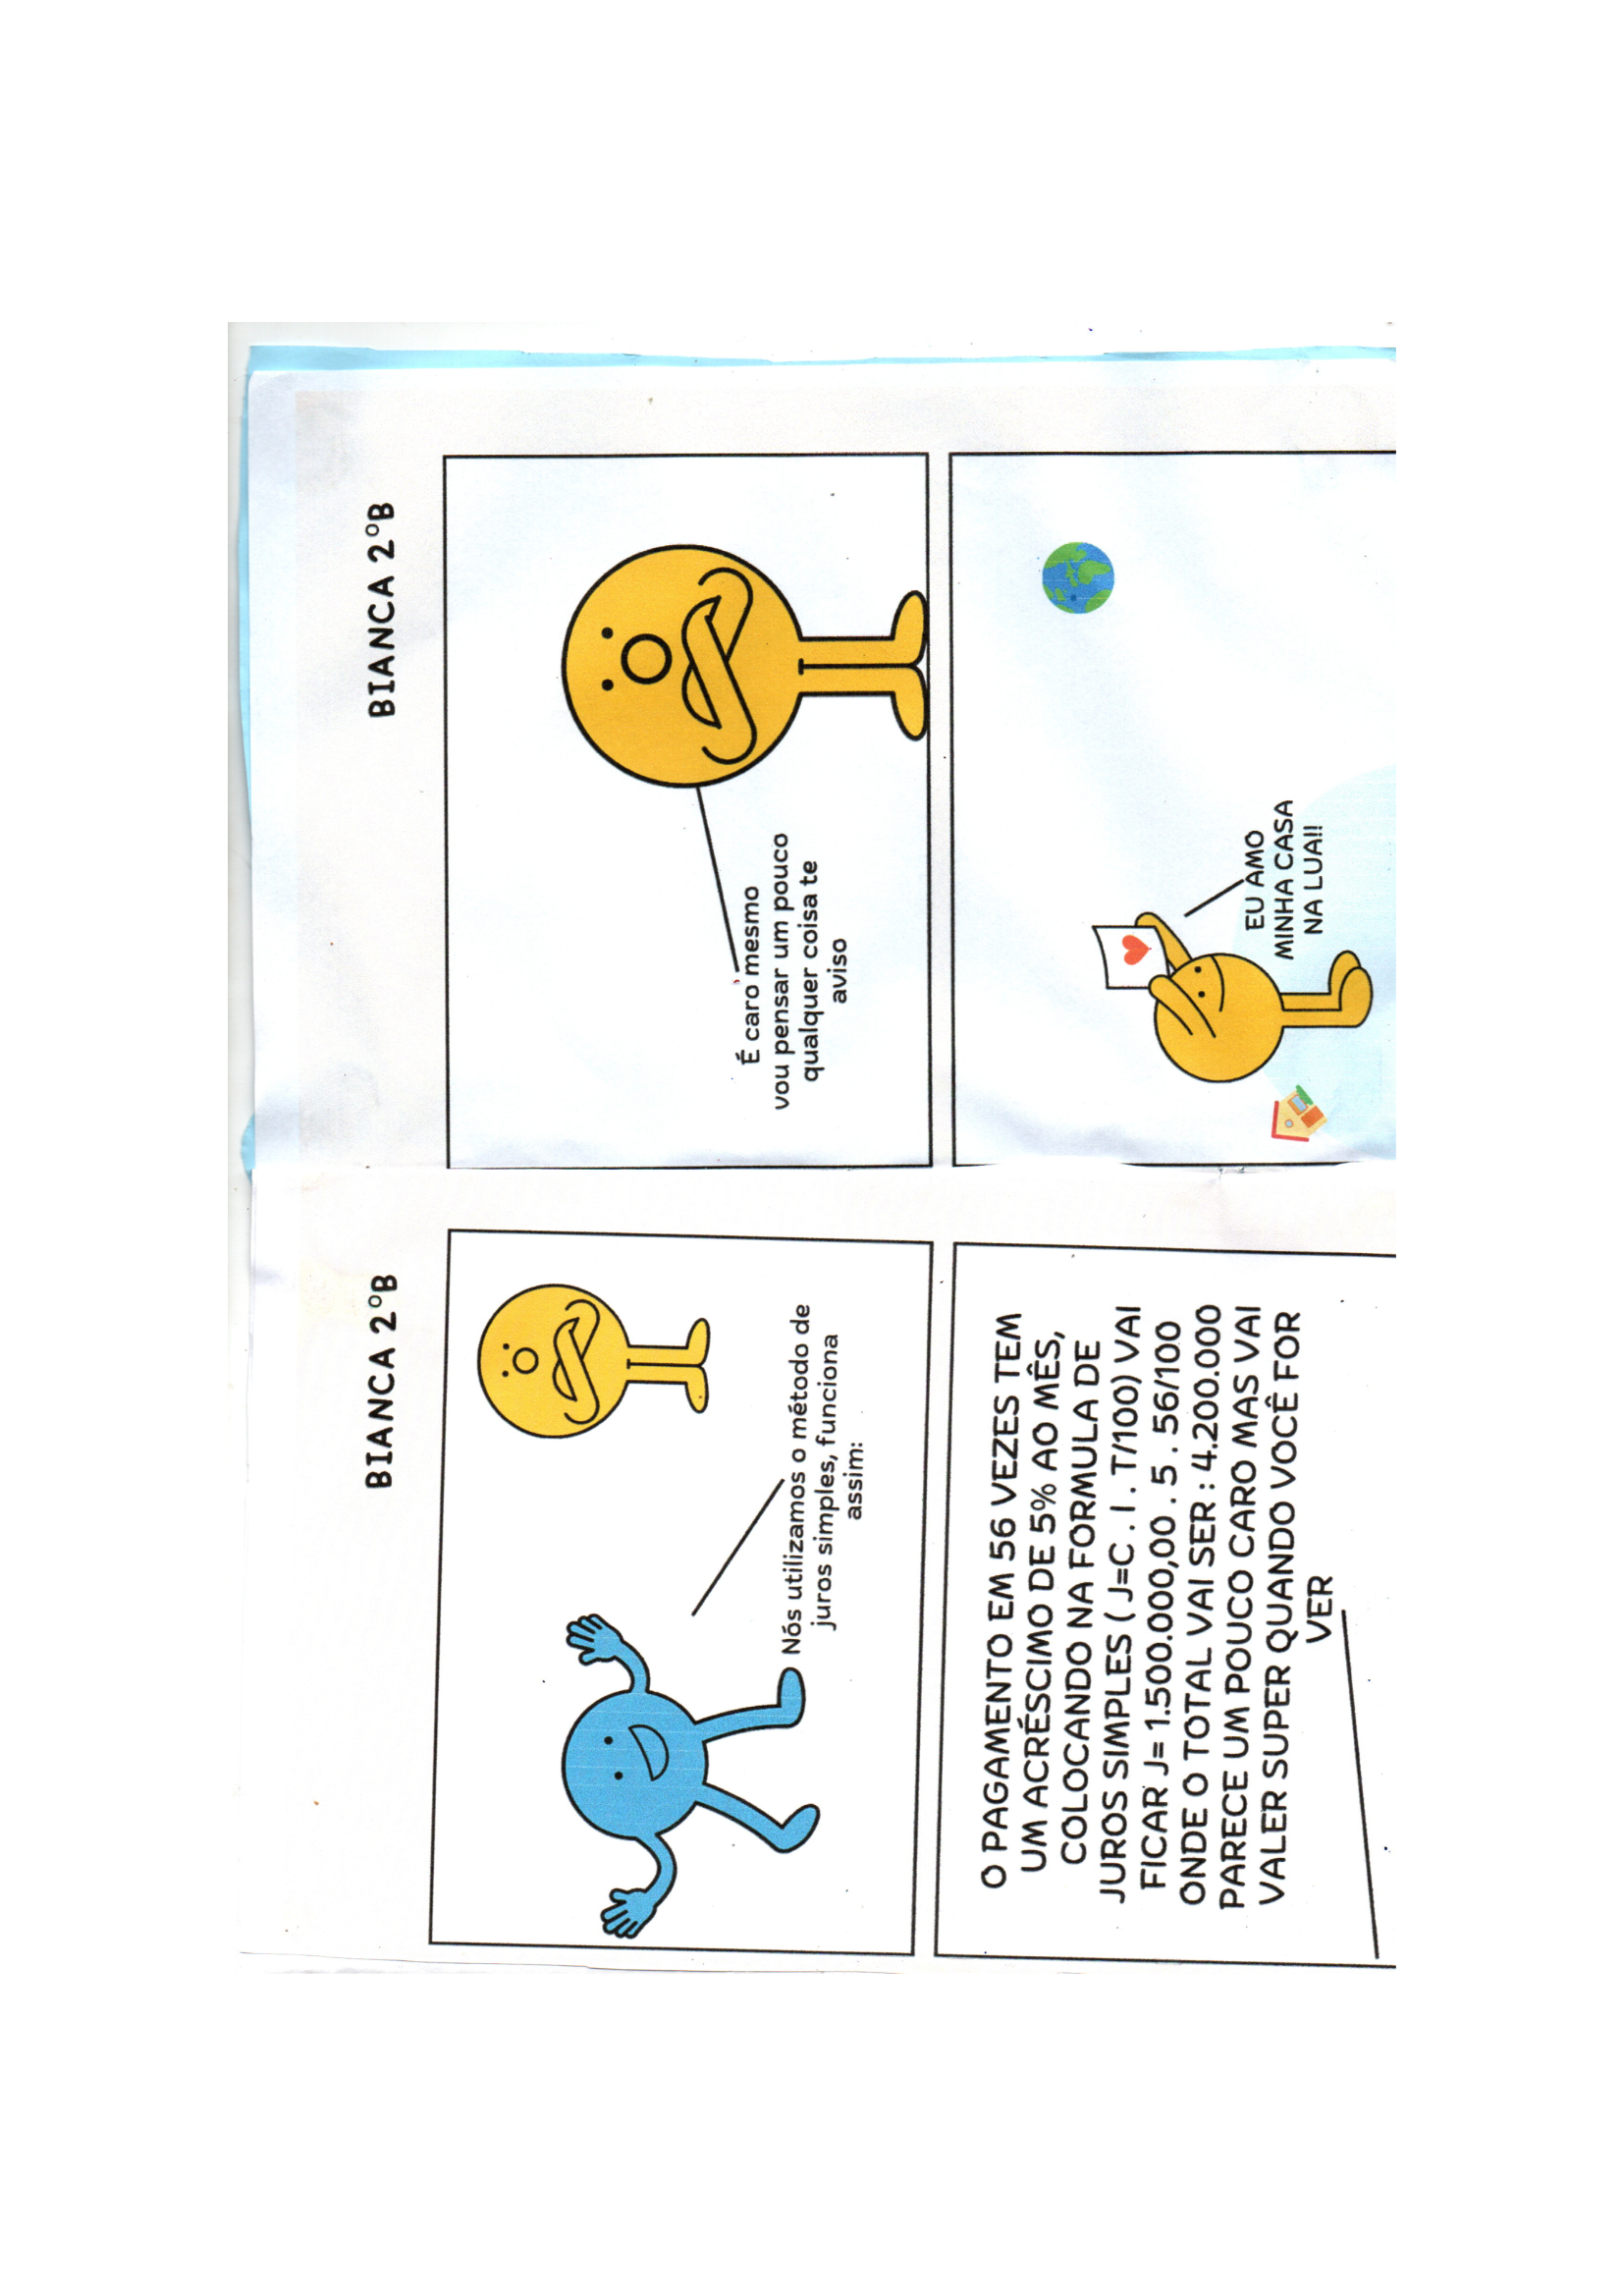 BIANCA 2ºB
Nós utilizamos o método de
juros simples, funciona
assim:
O PAGAMENTO EM 56 VEZES TEM
UM ACRÉSCIMO DE 5% AO MÊS,
COLOCANDO NA FORMULA DE
JUROS SIMPLES ( J=C . I . T/100) VAI
FICAR J= 1.500.000,00 . 5 . 56/100
ONDE O TOTAL VAI SER : 4.200.000
PARECE UM POUCO CARO MAS VAI
VALER SUPER QUANDO VOCÊ FOR
VER
BIANCA 2ºB
É caro mesmo
vou pensar um pouco
qualquer coisa te
aviso
EU AMO
MINHA CASA
NA LUA!!